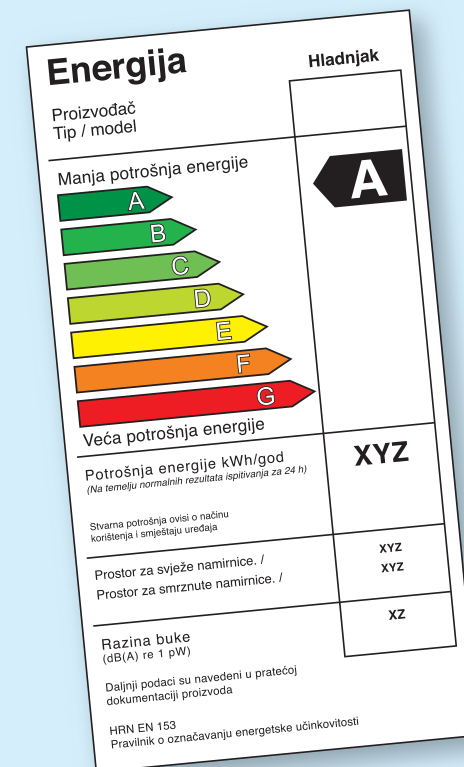 Energija
Hladnjak
Proizvođač
Tip / model
Manja potrošnja energije
A
A
B
C
D
E
F
G
Veća potrošnja energije
Potrošnja energije kWh/god
XYZ
(Na temelju normalnih rezultata ispitivanja za 24 h)
Stvarna potrošnja ovisi o načinu
korištenja i smještaju uređaja
Prostor za svježe namirnice. /
XYZ
Prostor za smrznute namirnice. /
XYZ
Razina buke
XZ
(dB(A) re 1 pW)
Daljnji podaci su navedeni u pratećoj
dokumentaciji proizvoda
HRN EN 153
Pravilnik o označavanju energetske učinkovitosti